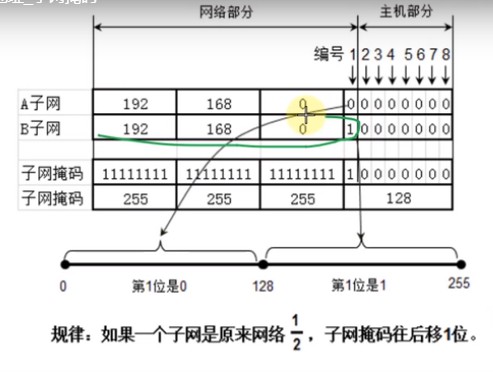 网络部分 主机部分
编号 1 2 3 4 5 6 7 8
A子网 192 168 0 0 0 0 0 0 0 0 0
B子网 192 168 0 1 0 0 0 0 0 0 0
子网掩码 11111111 11111111 11111111 1 0 0 0 0 0 0 0
子网掩码 255 255 255 128
0 第1位是0 128 第1位是1 255
规律：如果一个子网是原来网络 1/2 ，子网掩码往后移1位。